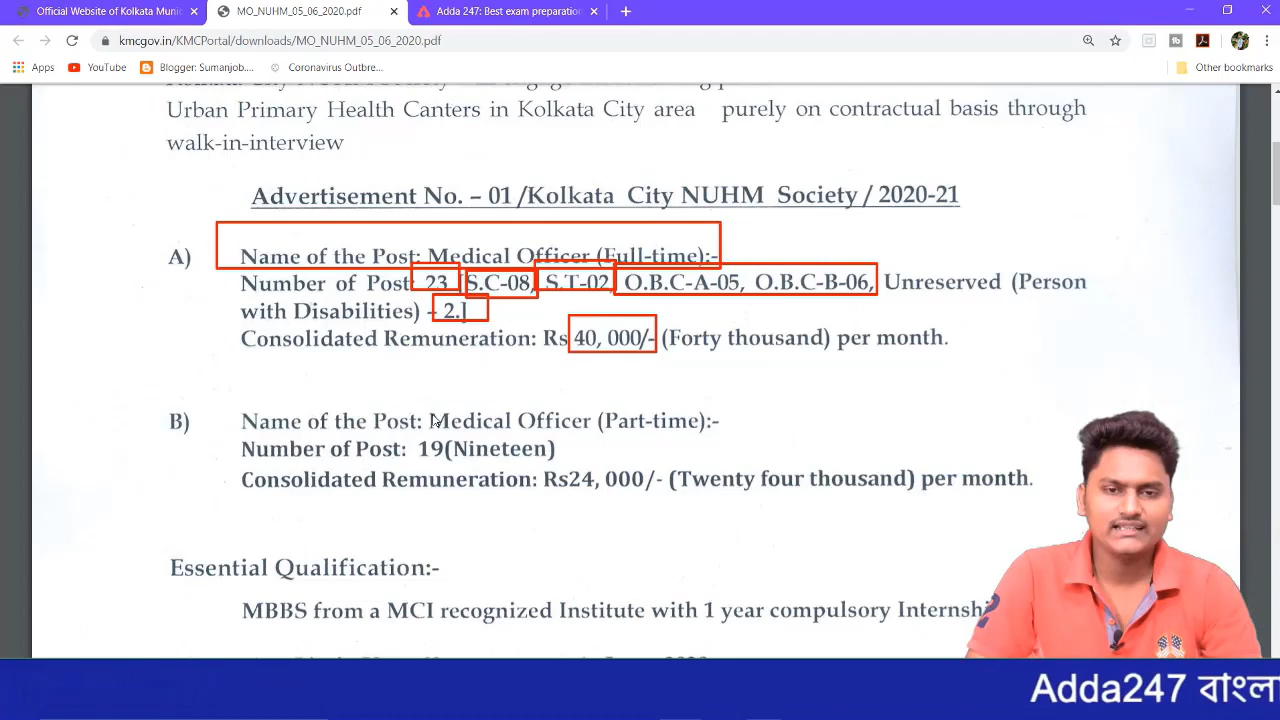 Official Website of Kolkata Munic
MO_NUHM_05_06_2020.pdf
Adda 247: Best exam preparation
kmcgov.in/KMCPortal/downloads/MO_NUHM_05_06_2020.pdf
Apps
YouTube
Blogger: Sumanjob....
Coronavirus Outbre...
Other bookmarks
Urban Primary Health Canters in Kolkata City area purely on contractual basis through
walk-in-interview
Advertisement No. – 01 /Kolkata City NUHM Society / 2020-21
A) Name of the Post: Medical Officer (Full-time):-
Number of Post: 23 [S.C-08, S.T-02, O.B.C-A-05, O.B.C-B-06, Unreserved (Person
with Disabilities) – 2.]
Consolidated Remuneration: Rs 40, 000/- (Forty thousand) per month.
B) Name of the Post: Medical Officer (Part-time):-
Number of Post: 19(Nineteen)
Consolidated Remuneration: Rs24, 000/- (Twenty four thousand) per month.
Essential Qualification:-
MBBS from a MCI recognized Institute with 1 year compulsory Internshi
Adda247 বাংলা